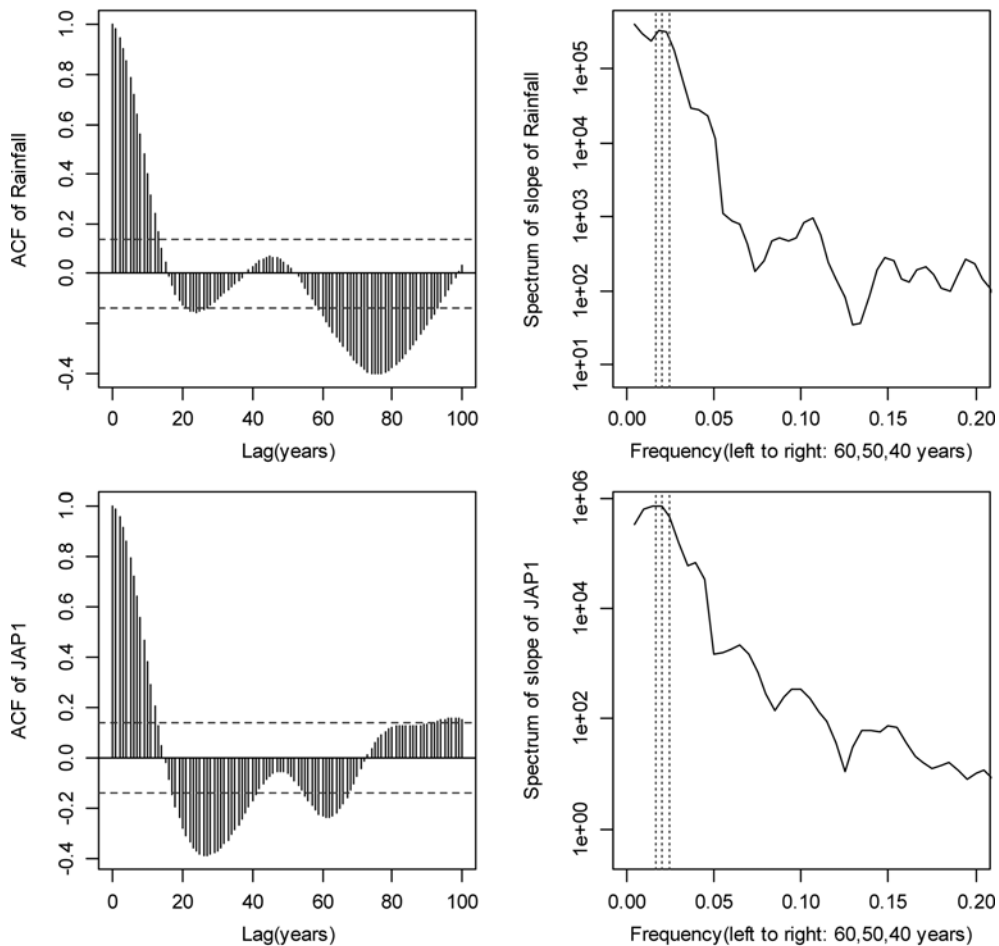 ACF of Rainfall
1.0
0.8
0.6
0.4
0.2
0.0
-0.4
0 20 40 60 80 100
Lag(years)
Spectrum of slope of Rainfall
1e+05
1e+04
1e+03
1e+02
1e+01
0.00 0.05 0.10 0.15 0.20
Frequency(left to right: 60,50,40 years)
ACF of JAP1
1.0
0.8
0.6
0.4
0.2
0.0
-0.2
-0.4
0 20 40 60 80 100
Lag(years)
Spectrum of slope of JAP1
1e+06
1e+04
1e+02
1e+00
0.00 0.05 0.10 0.15 0.20
Frequency(left to right: 60,50,40 years)